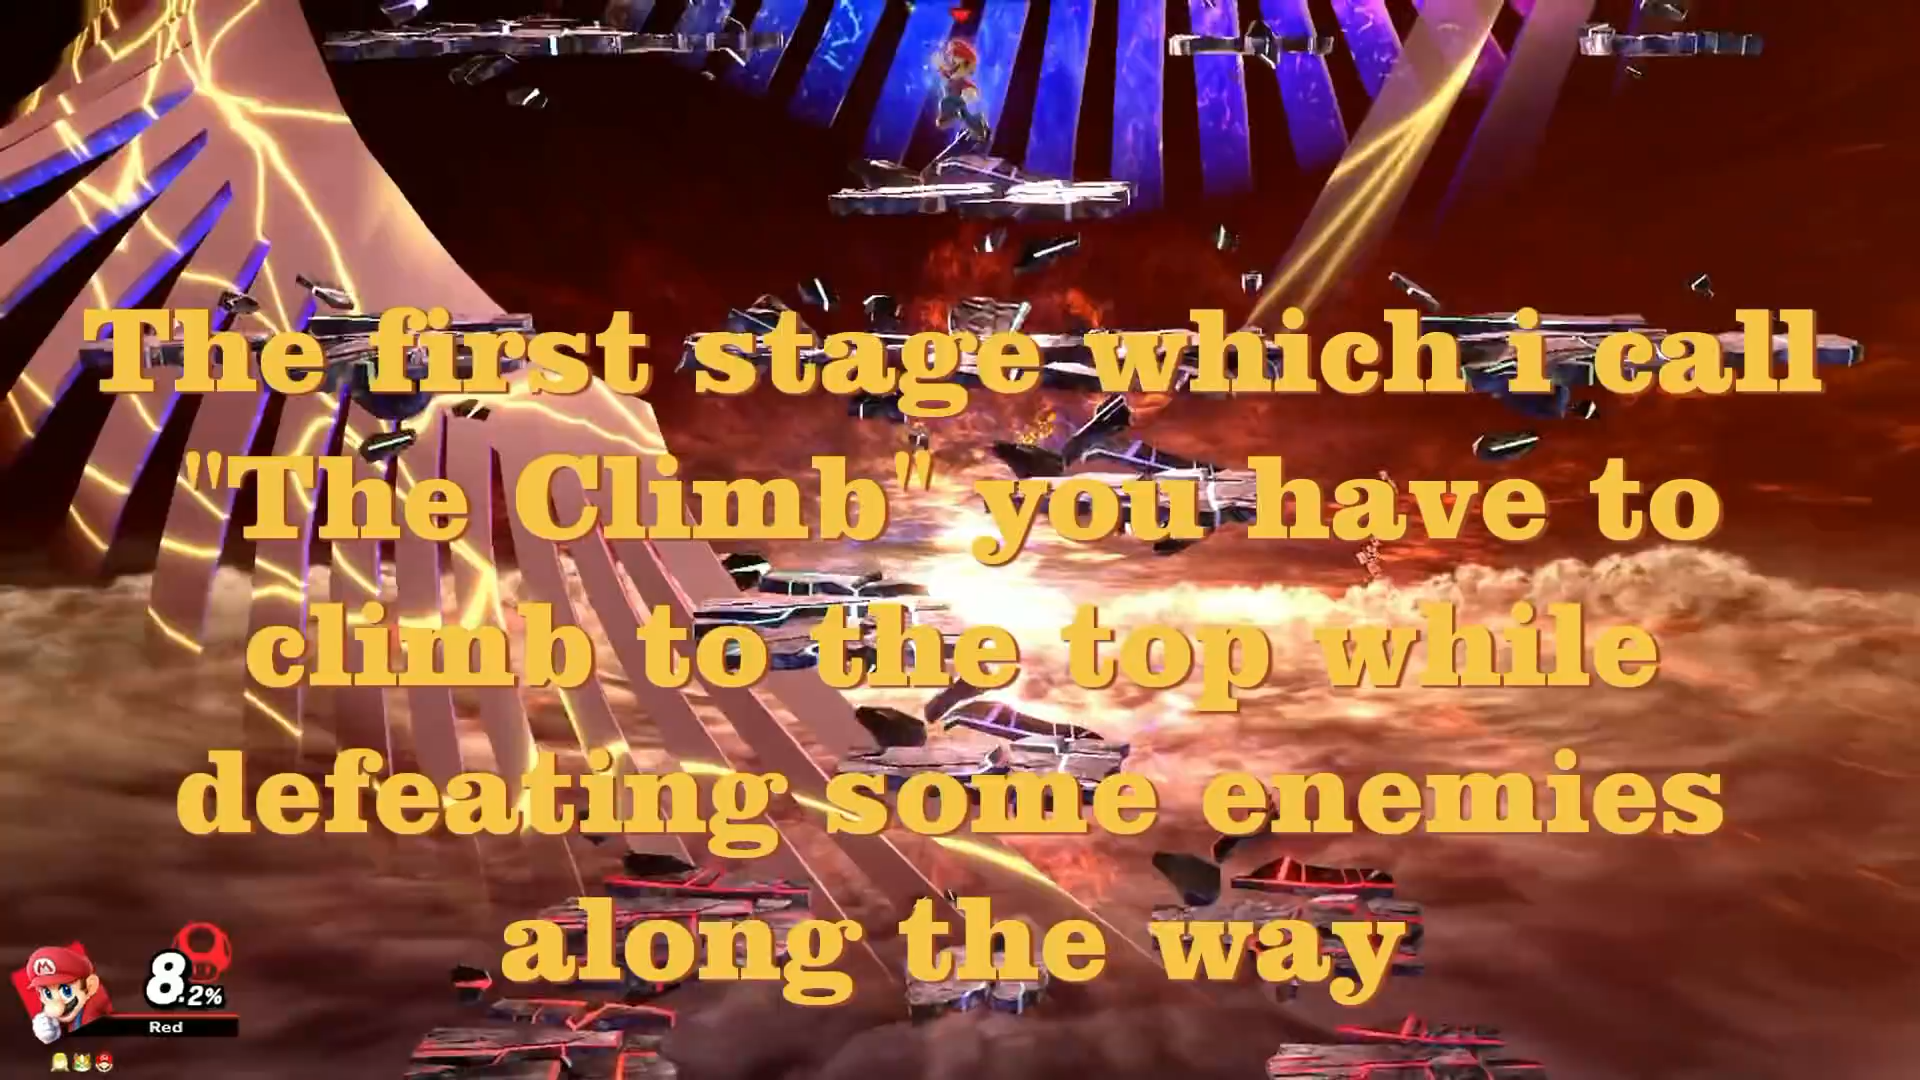 The first stage which i call
"The Climb" you have to
climb to the top while
defeating some enemies
along the way
8.2%
Red